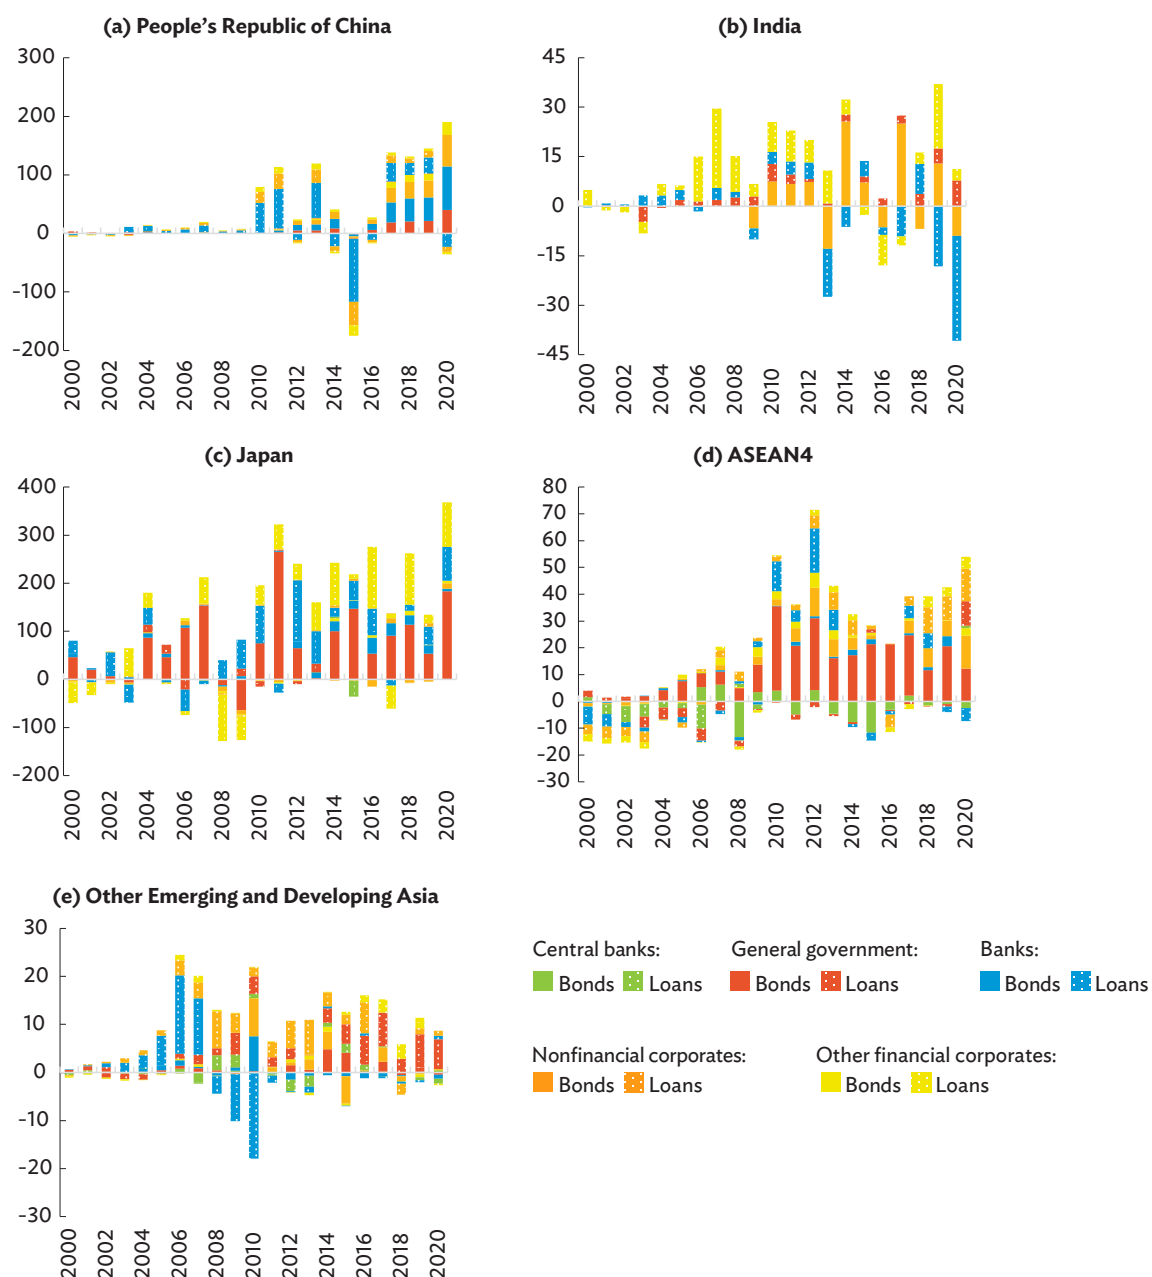 (a) People’s Republic of China
300
200
100
0
-100
-200
2000 2002 2004 2006 2008 2010 2012 2014 2016 2018 2020
(b) India
45
30
15
0
-15
-30
-45
2000 2002 2004 2006 2008 2010 2012 2014 2016 2018 2020
(c) Japan
400
300
200
100
0
-100
-200
2000 2002 2004 2006 2008 2010 2012 2014 2016 2018 2020
(d) ASEAN4
80
70
60
50
40
30
20
10
0
-10
-20
-30
2000 2002 2004 2006 2008 2010 2012 2014 2016 2018 2020
(e) Other Emerging and Developing Asia
30
20
10
0
-10
-20
-30
2000 2002 2004 2006 2008 2010 2012 2014 2016 2018 2020
Central banks:
Bonds Loans
General government:
Bonds Loans
Banks:
Bonds Loans
Nonfinancial corporates:
Bonds Loans
Other financial corporates:
Bonds Loans